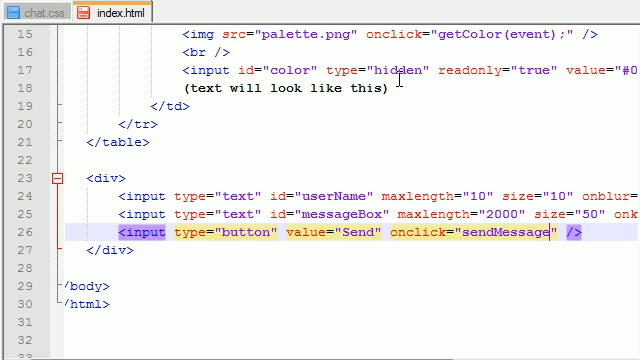 chat.css index.html
15 <img src="palette.png" onclick="getColor(event);" />
16 <br />
17 <input id="color" type="hidden" readonly="true" value="#0
18 (text will look like this)
19 </td>
20 </tr>
21 </table>
22
23 <div>
24 <input type="text" id="userName" maxlength="10" size="10" onblur=
25 <input type="text" id="messageBox" maxlength="2000" size="50" onk
26 <input type="button" value="Send" onclick="sendMessage" />
27 </div>
28
29 /body>
30 /html>
31
32
33